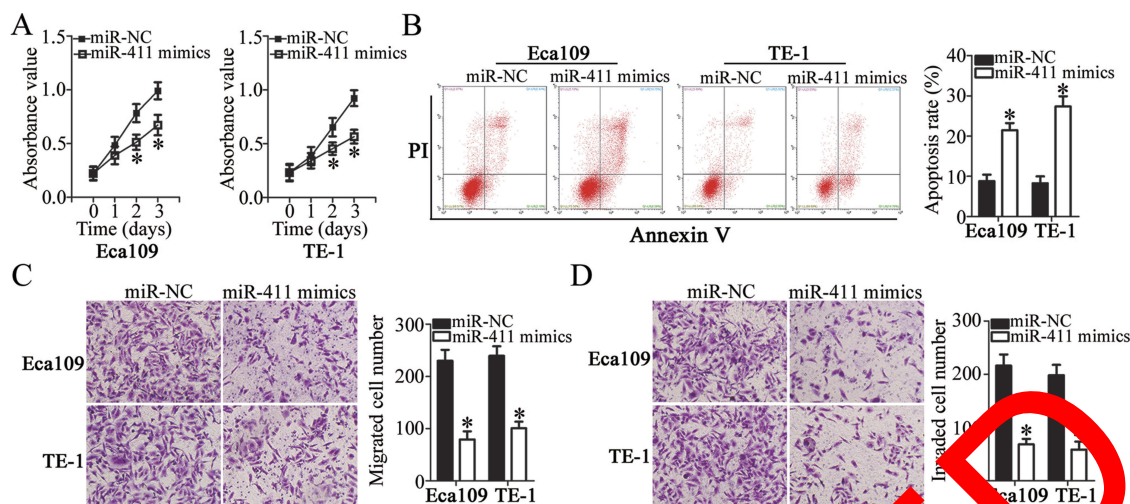 A
1.5
miR-NC
miR-411 mimics
Absorbance value
1.0
0.5
0.0
0 1 2 3
* *
Time (days)
Eca109
1.5
miR-NC
miR-411 mimics
Absorbance value
1.0
0.5
0.0
0 1 2 3
* *
Time (days)
TE-1
B
Eca109
TE-1
miR-NC
miR-411 mimics
miR-NC
miR-411 mimics
PI
Annexin V
40
miR-NC
miR-411 mimics
Apoptosis rate (%)
30
20
10
0
* *
Eca109 TE-1
C
miR-NC
miR-411 mimics
Eca109
TE-1
300
miR-NC
miR-411 mimics
Migrated cell number
200
100
0
* *
Eca109 TE-1
D
miR-NC
miR-411 mimics
Eca109
TE-1
300
miR-NC
miR-411 mimics
cell number
200
*
TE-1